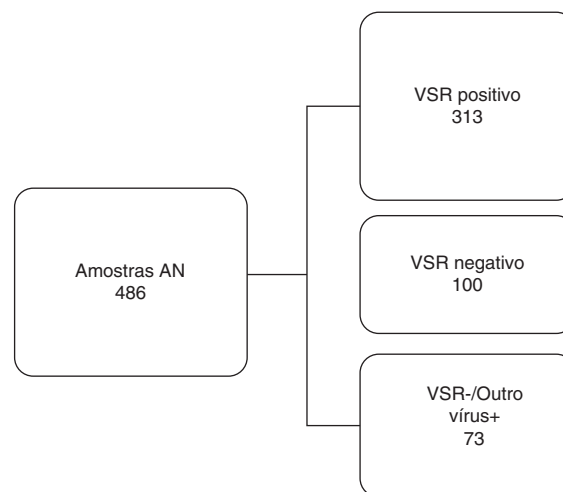 Amostras AN
486
VSR positivo
313
VSR negativo
100
VSR-/Outro
vírus+
73